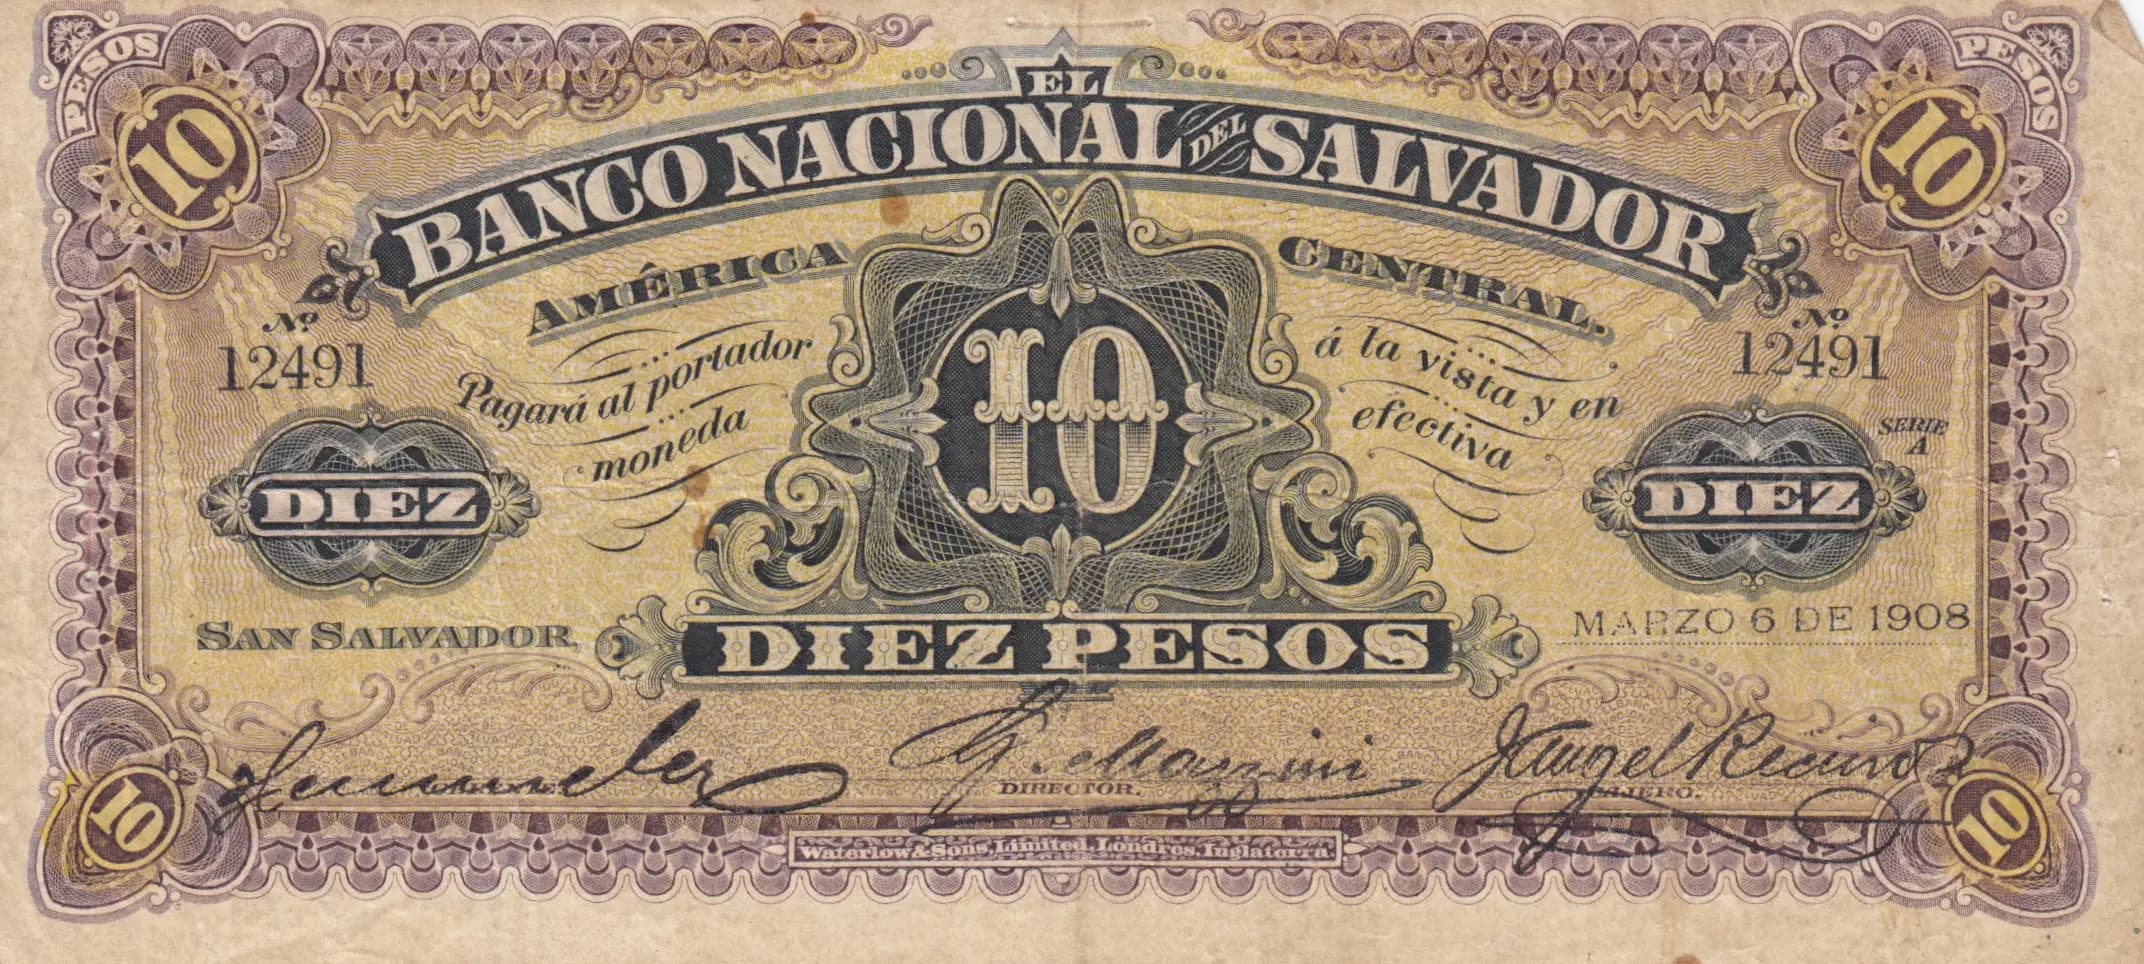 PESOS
PESOS
10
10
EL
BANCO NACIONAL DEL SALVADOR
AMÉRICA CENTRAL.
Nº 12491
Nº 12491
Pagará al portador á la vista y en
moneda efectiva
10
SERIE A
DIEZ
DIEZ
SAN SALVADOR,
MARZO 6 DE 1908
DIEZ PESOS
DIRECTOR.
CAJERO.
10
10
Waterlow & Sons, Limited, Londres, Inglaterra.